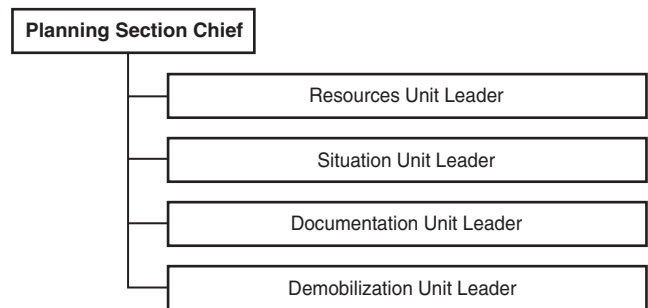 Planning Section Chief
Resources Unit Leader
Situation Unit Leader
Documentation Unit Leader
Demobilization Unit Leader